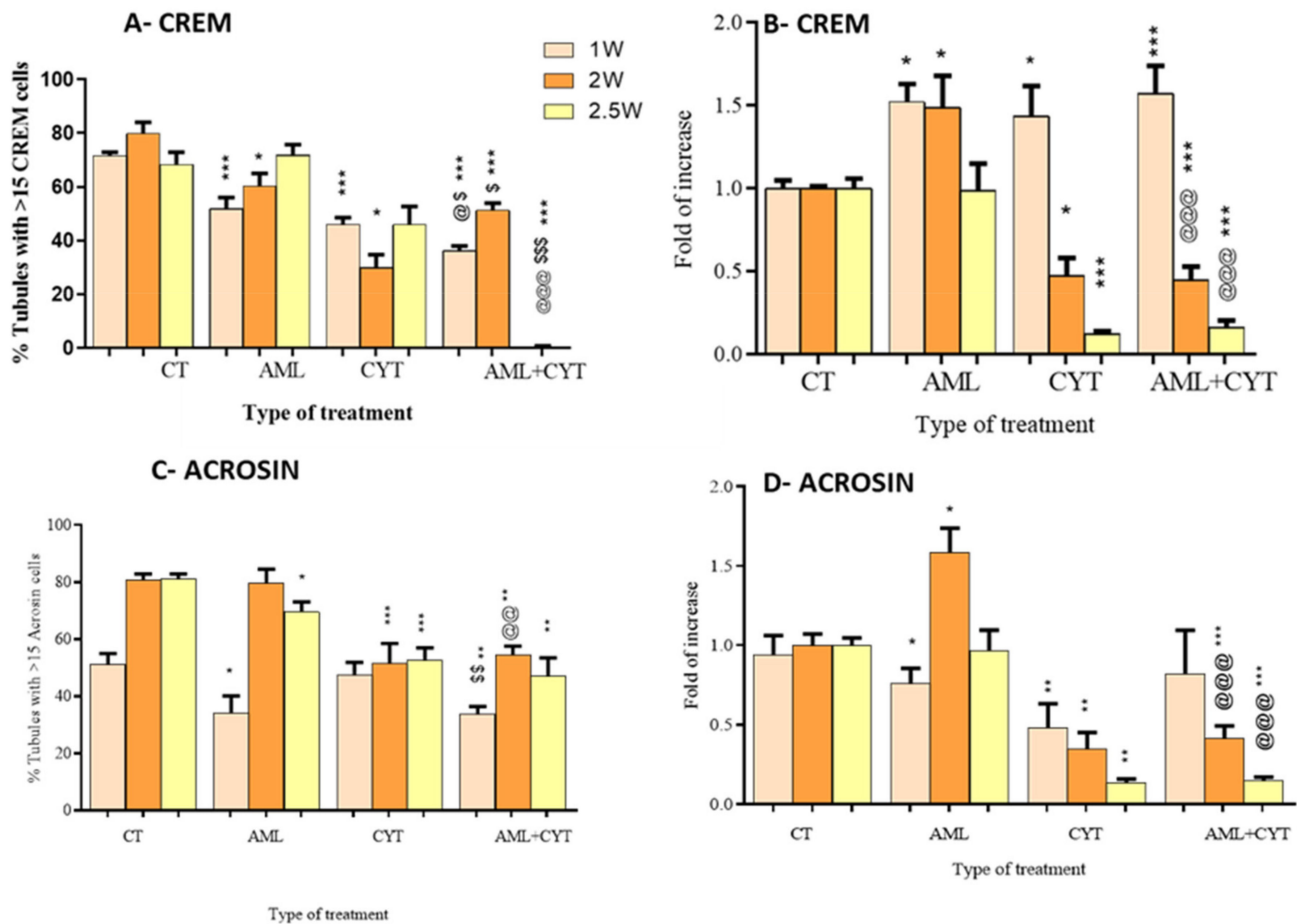 A- CREM
1W
2W
2.5W
% Tubules with >15 CREM cells
100
80
60
40
20
0
***
*
***
*
@ $ ***
$ ***
@@@ $$$ ***
CT
AML
CYT
AML+CYT
Type of treatment
B- CREM
Fold of increase
2.0
1.5
1.0
0.5
0.0
*
*
*
*
***
***
@@@ ***
@@@ ***
CT
AML
CYT
AML+CYT
Type of treatment
C- ACROSIN
% Tubules with >15 Acrosin cells
100
80
60
40
20
0
*
*
***
***
$$ **
@@ **
**
CT
AML
CYT
AML+CYT
Type of treatment
D- ACROSIN
Fold of increase
2.0
1.5
1.0
0.5
0.0
*
*
**
**
**
@@@ ***
@@@ ***
CT
AML
CYT
AML+CYT
Type of treatment